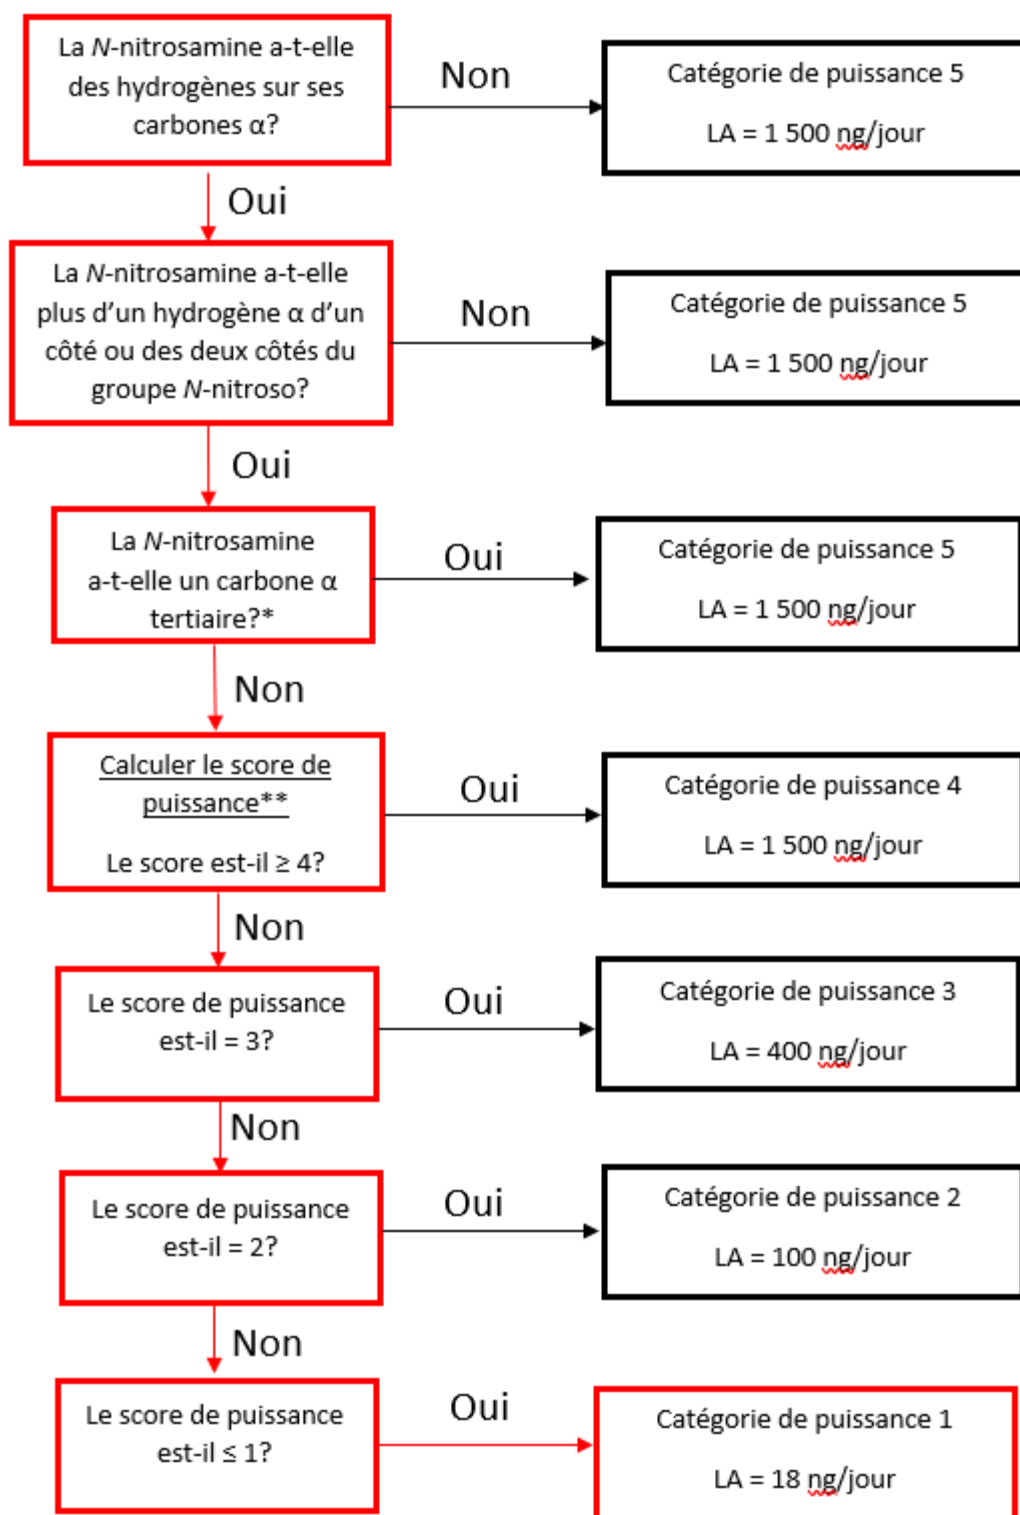 La N-nitrosamine a-t-elle
des hydrogènes sur ses
carbones α?
Non
Catégorie de puissance 5
LA = 1 500 ng/jour
Oui
La N-nitrosamine a-t-elle
plus d’un hydrogène α d’un
côté ou des deux côtés du
groupe N-nitroso?
Non
Catégorie de puissance 5
LA = 1 500 ng/jour
Oui
La N-nitrosamine
a-t-elle un carbone α
tertiaire?*
Oui
Catégorie de puissance 5
LA = 1 500 ng/jour
Non
Calculer le score de
puissance**
Le score est-il ≥ 4?
Oui
Catégorie de puissance 4
LA = 1 500 ng/jour
Non
Le score de puissance
est-il = 3?
Oui
Catégorie de puissance 3
LA = 400 ng/jour
Non
Le score de puissance
est-il = 2?
Oui
Catégorie de puissance 2
LA = 100 ng/jour
Non
Le score de puissance
est-il ≤ 1?
Oui
Catégorie de puissance 1
LA = 18 ng/jour